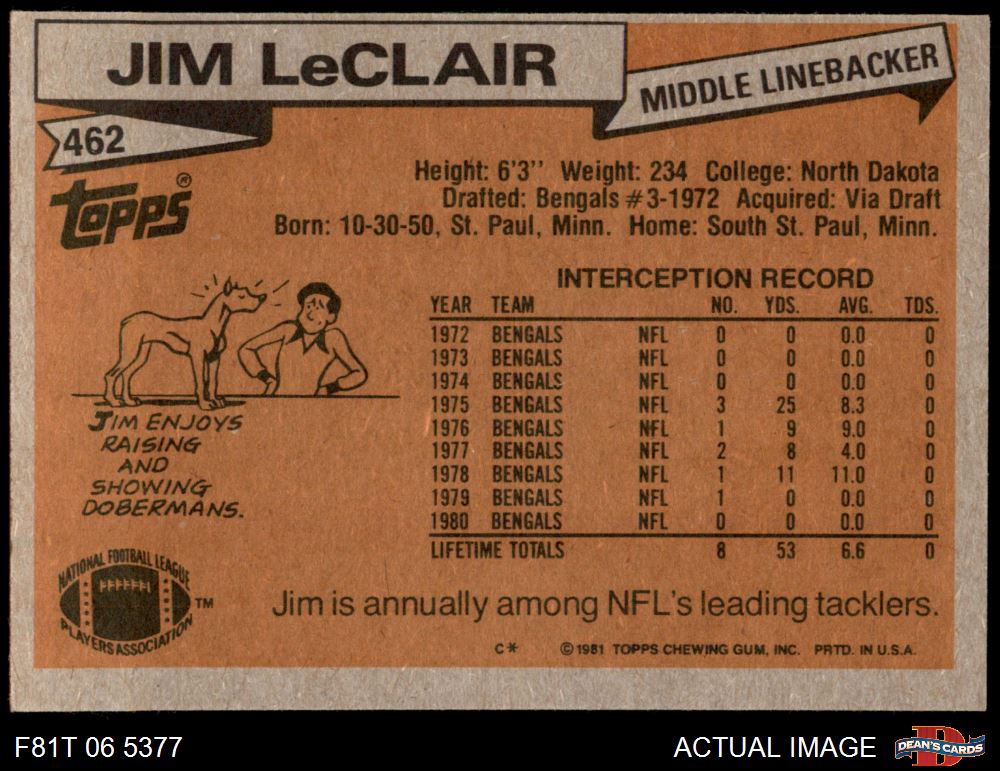 JIM LeCLAIR
MIDDLE LINEBACKER
462
TOPPS®
Height: 6'3'' Weight: 234 College: North Dakota
Drafted: Bengals #3-1972 Acquired: Via Draft
Born: 10-30-50, St. Paul, Minn. Home: South St. Paul, Minn.
JIM ENJOYS
RAISING
AND
SHOWING
DOBERMANS.
INTERCEPTION RECORD
YEAR TEAM NO. YDS. AVG. TDS.
1972 BENGALS NFL 0 0 0.0 0
1973 BENGALS NFL 0 0 0.0 0
1974 BENGALS NFL 0 0 0.0 0
1975 BENGALS NFL 3 25 8.3 0
1976 BENGALS NFL 1 9 9.0 0
1977 BENGALS NFL 2 8 4.0 0
1978 BENGALS NFL 1 11 11.0 0
1979 BENGALS NFL 1 0 0.0 0
1980 BENGALS NFL 0 0 0.0 0
LIFETIME TOTALS 8 53 6.6 0
NATIONAL FOOTBALL LEAGUE
PLAYERS ASSOCIATION
TM
Jim is annually among NFL's leading tacklers.
C* ©1981 TOPPS CHEWING GUM, INC. PRTD. IN U.S.A.
F81T 06 5377
ACTUAL IMAGE
D
DEAN'S CARDS